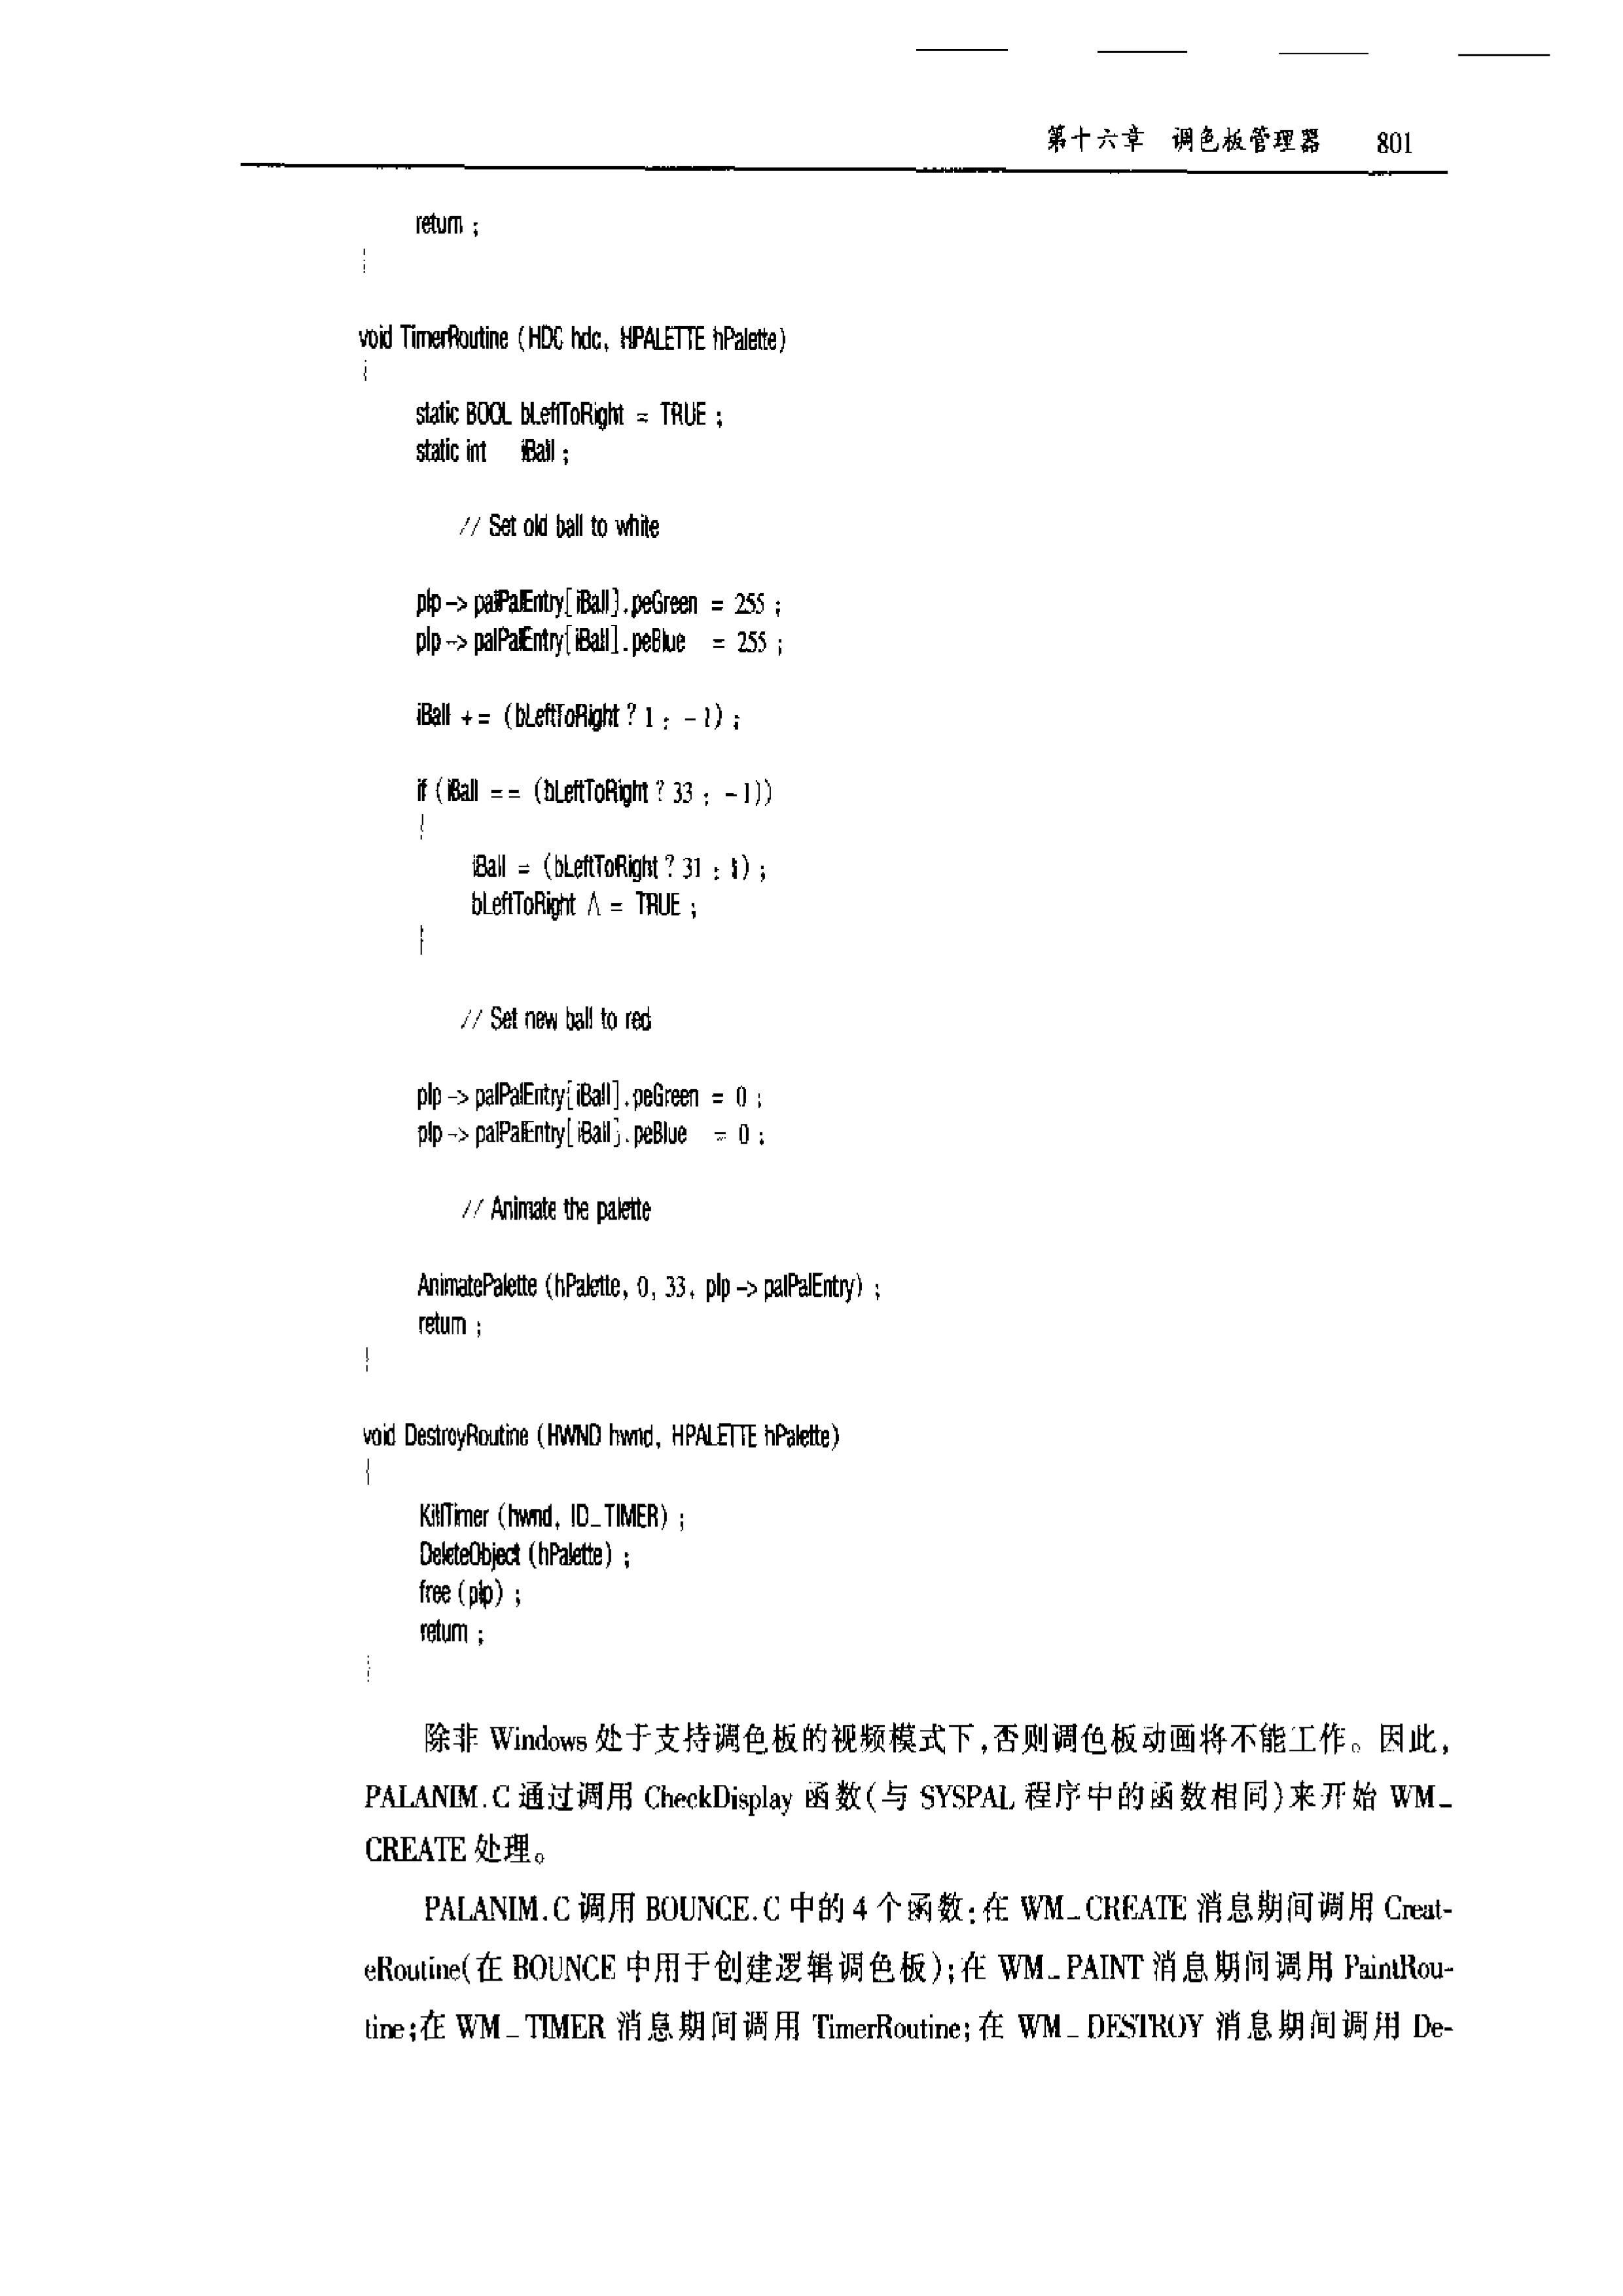 第十六章 调色板管理器 801
return ;
}
void TimerRoutine (HDC hdc, HPALETTE hPalette)
{
static BOOL bLeftToRight = TRUE ;
static int iBall ;
// Set old ball to white
plp -> palPalEntry[iBall].peGreen = 255 ;
plp -> palPalEntry[iBall].peBlue = 255 ;
iBall += (bLeftToRight ? 1 : -1) ;
if (iBall == (bLeftToRight ? 33 : -1))
{
iBall = (bLeftToRight ? 31 : 1) ;
bLeftToRight ∧ = TRUE ;
}
// Set new ball to red
plp -> palPalEntry[iBall].peGreen = 0 ;
plp -> palPalEntry[iBall].peBlue = 0 ;
// Animate the palette
AnimatePalette (hPalette, 0, 33, plp -> palPalEntry) ;
return ;
}
void DestroyRoutine (HWND hwnd, HPALETTE hPalette)
{
KillTimer (hwnd, ID_TIMER) ;
DeleteObject (hPalette) ;
free (plp) ;
return ;
}
除非 Windows 处于支持调色板的视频模式下,否则调色板动画将不能工作。因此,
PALANIM.C 通过调用 CheckDisplay 函数(与 SYSPAL 程序中的函数相同)来开始 WM_
CREATE 处理。
PALANIM.C 调用 BOUNCE.C 中的 4 个函数:在 WM_CREATE 消息期间调用 Creat-
eRoutine(在 BOUNCE 中用于创建逻辑调色板);在 WM_PAINT 消息期间调用 PaintRou-
tine;在 WM_TIMER 消息期间调用 TimerRoutine;在 WM_DESTROY 消息期间调用 De-